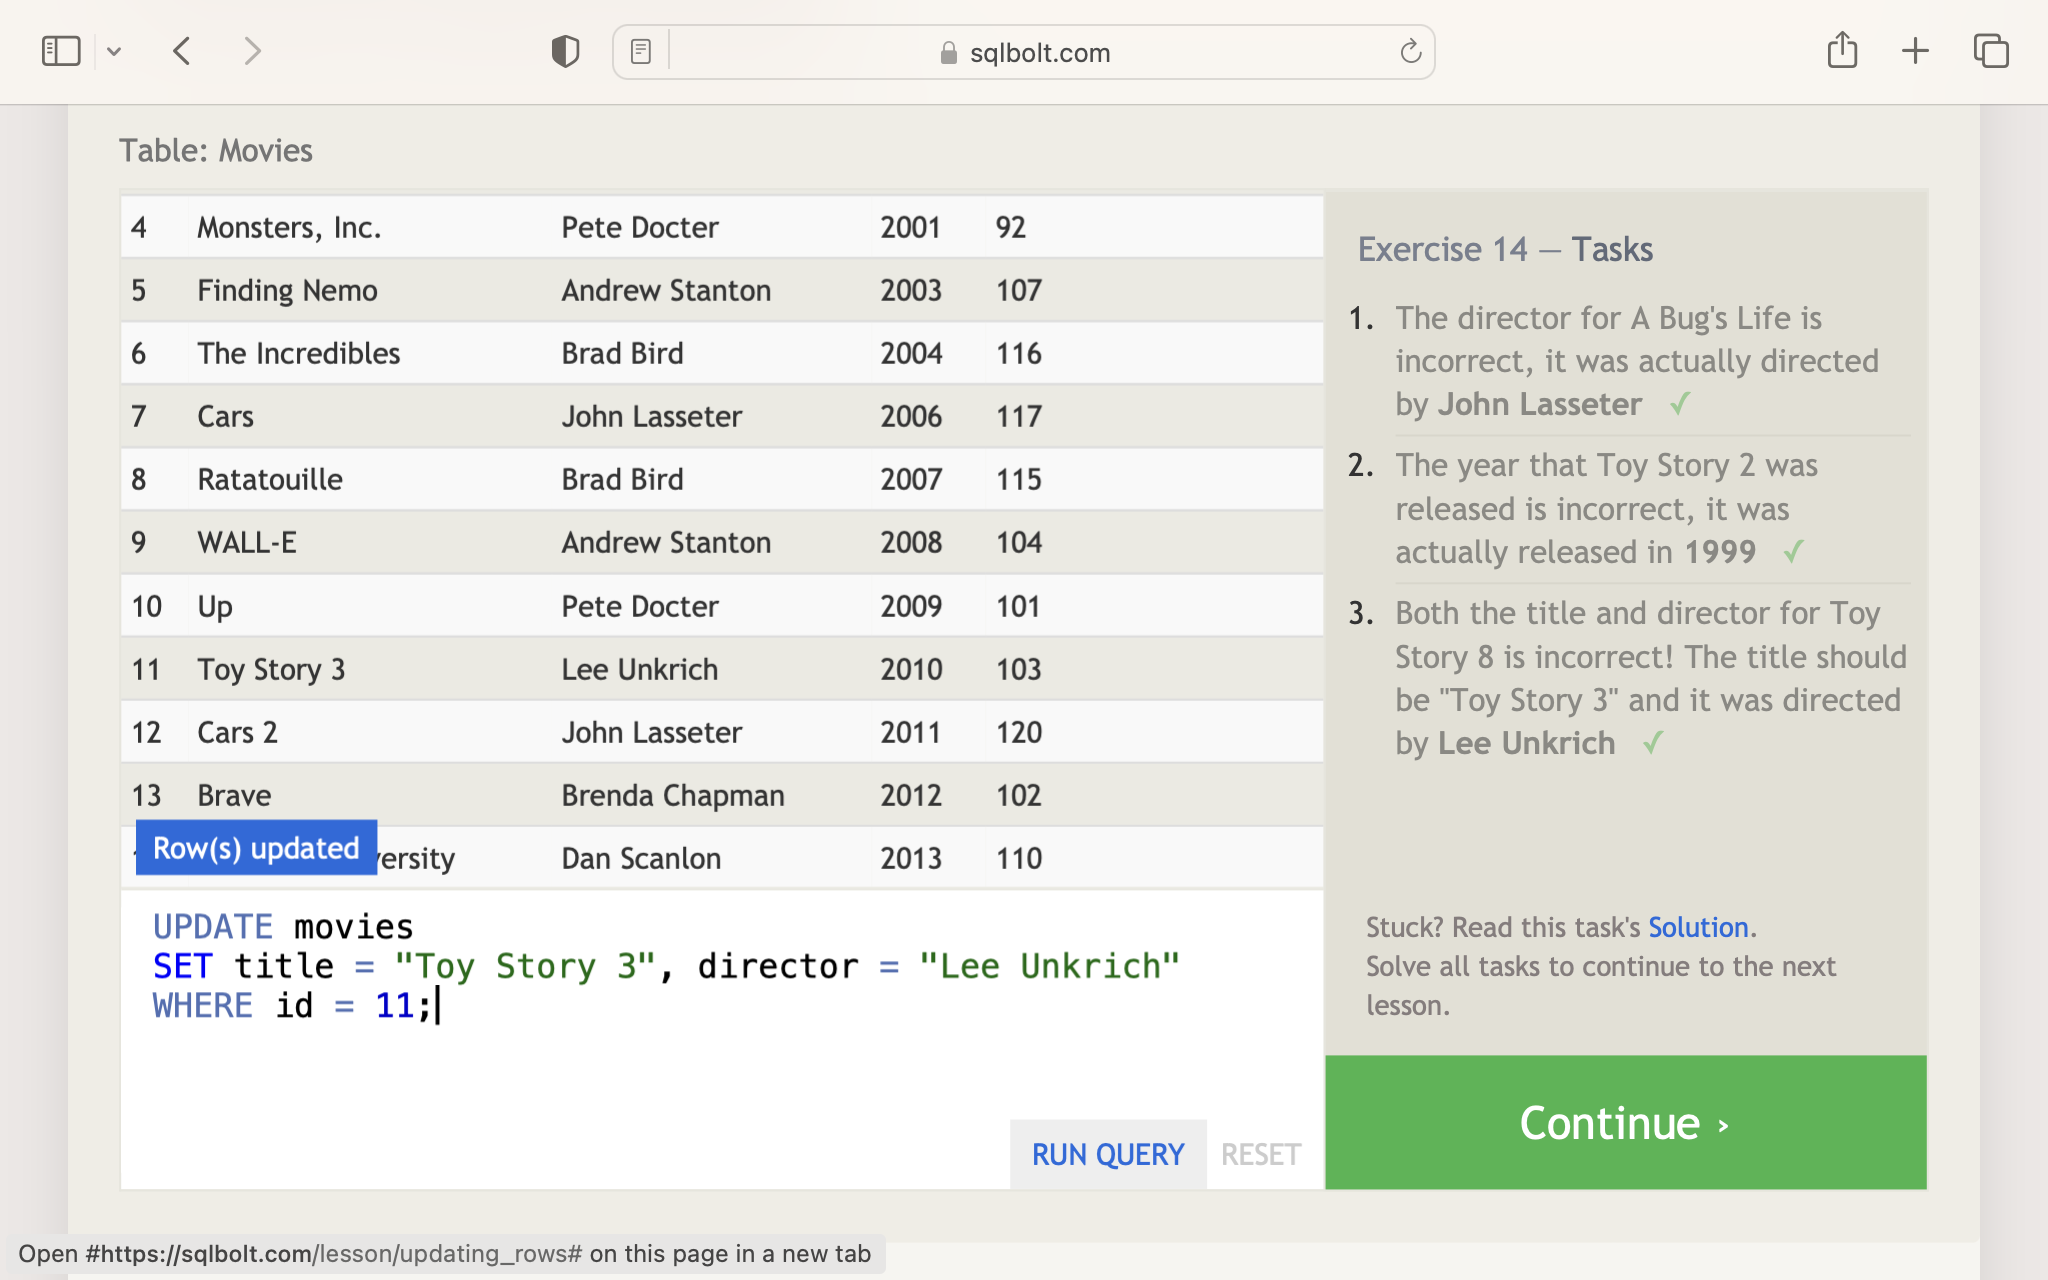 sqlbolt.com
Table: Movies
4 Monsters, Inc. Pete Docter 2001 92
5 Finding Nemo Andrew Stanton 2003 107
6 The Incredibles Brad Bird 2004 116
7 Cars John Lasseter 2006 117
8 Ratatouille Brad Bird 2007 115
9 WALL-E Andrew Stanton 2008 104
10 Up Pete Docter 2009 101
11 Toy Story 3 Lee Unkrich 2010 103
12 Cars 2 John Lasseter 2011 120
13 Brave Brenda Chapman 2012 102
ersity Dan Scanlon 2013 110
Row(s) updated
UPDATE movies
SET title = "Toy Story 3", director = "Lee Unkrich"
WHERE id = 11;
RUN QUERY RESET
Exercise 14 — Tasks
1. The director for A Bug's Life is
incorrect, it was actually directed
by John Lasseter ✓
2. The year that Toy Story 2 was
released is incorrect, it was
actually released in 1999 ✓
3. Both the title and director for Toy
Story 8 is incorrect! The title should
be "Toy Story 3" and it was directed
by Lee Unkrich ✓
Stuck? Read this task's Solution.
Solve all tasks to continue to the next
lesson.
Continue ›
Open #https://sqlbolt.com/lesson/updating_rows# on this page in a new tab